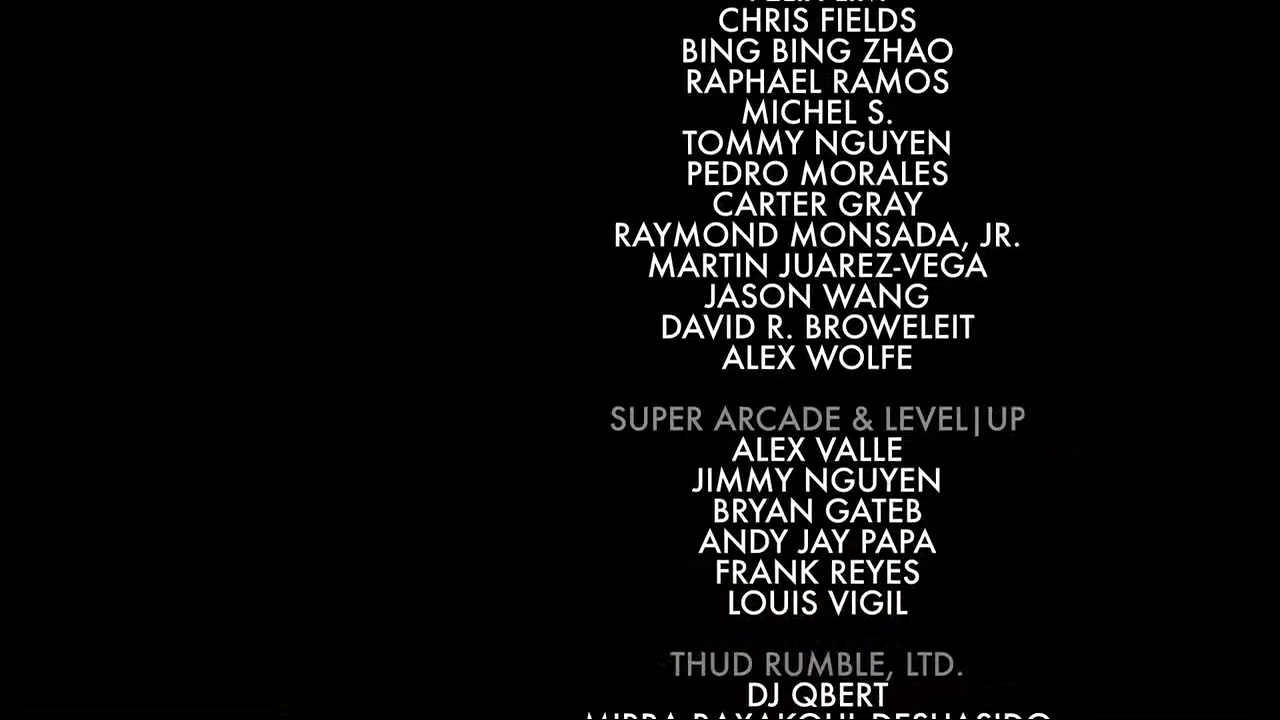 CHRIS FIELDS
BING BING ZHAO
RAPHAEL RAMOS
MICHEL S.
TOMMY NGUYEN
PEDRO MORALES
CARTER GRAY
RAYMOND MONSADA, JR.
MARTIN JUAREZ-VEGA
JASON WANG
DAVID R. BROWELEIT
ALEX WOLFE
SUPER ARCADE & LEVEL|UP
ALEX VALLE
JIMMY NGUYEN
BRYAN GATEB
ANDY JAY PAPA
FRANK REYES
LOUIS VIGIL
THUD RUMBLE, LTD.
DJ QBERT